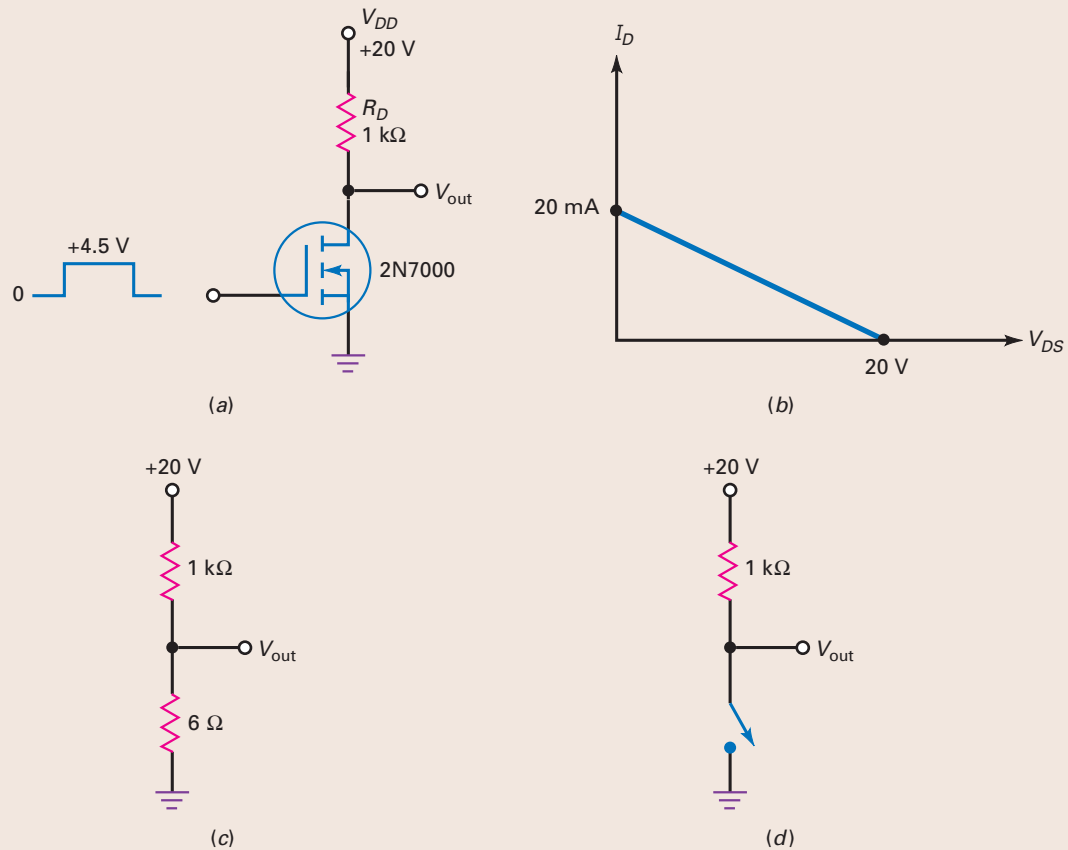 V_DD
+20 V
R_D
1 kΩ
V_out
+4.5 V
0
2N7000
(a)
I_D
20 mA
20 V
V_DS
(b)
+20 V
1 kΩ
V_out
6 Ω
(c)
+20 V
1 kΩ
V_out
(d)